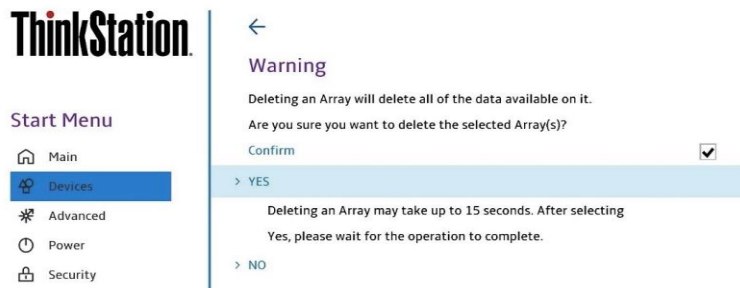 ThinkStation
Start Menu
Main
Devices
Advanced
Power
Security
Warning
Deleting an Array will delete all of the data available on it.
Are you sure you want to delete the selected Array(s)?
Confirm
> YES
Deleting an Array may take up to 15 seconds. After selecting
Yes, please wait for the operation to complete.
> NO